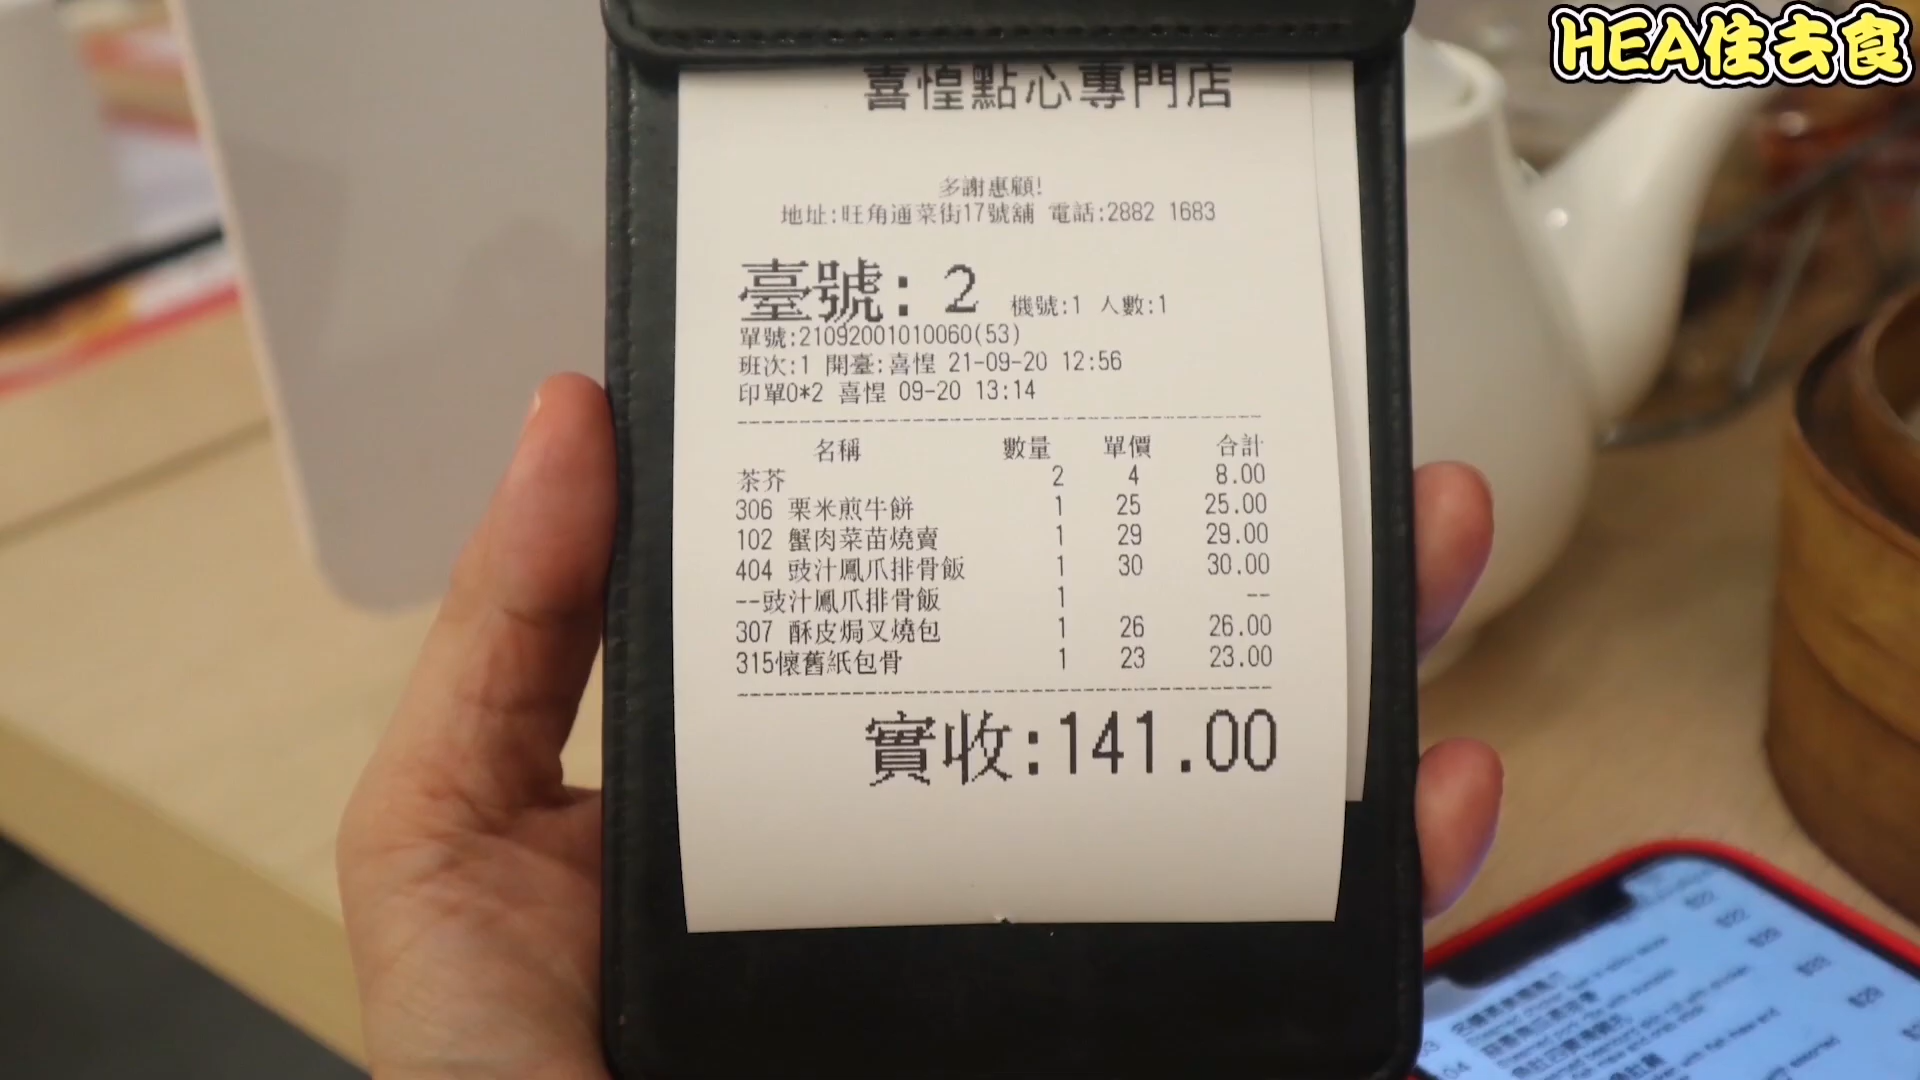 HEA住去食
喜惶點心專門店
多謝惠顧!
地址:旺角通菜街17號舖 電話:2882 1683
臺號: 2 機號:1 人數:1
單號:21092001010060(53)
班次:1 開臺:喜惶 21-09-20 12:56
印單0*2 喜惶 09-20 13:14
名稱 數量 單價 合計
茶芥 2 4 8.00
306 栗米煎牛餅 1 25 25.00
102 蟹肉菜苗燒賣 1 29 29.00
404 豉汁鳳爪排骨飯 1 30 30.00
--豉汁鳳爪排骨飯 1 --
307 酥皮焗叉燒包 1 26 26.00
315懷舊紙包骨 1 23 23.00
實收:141.00